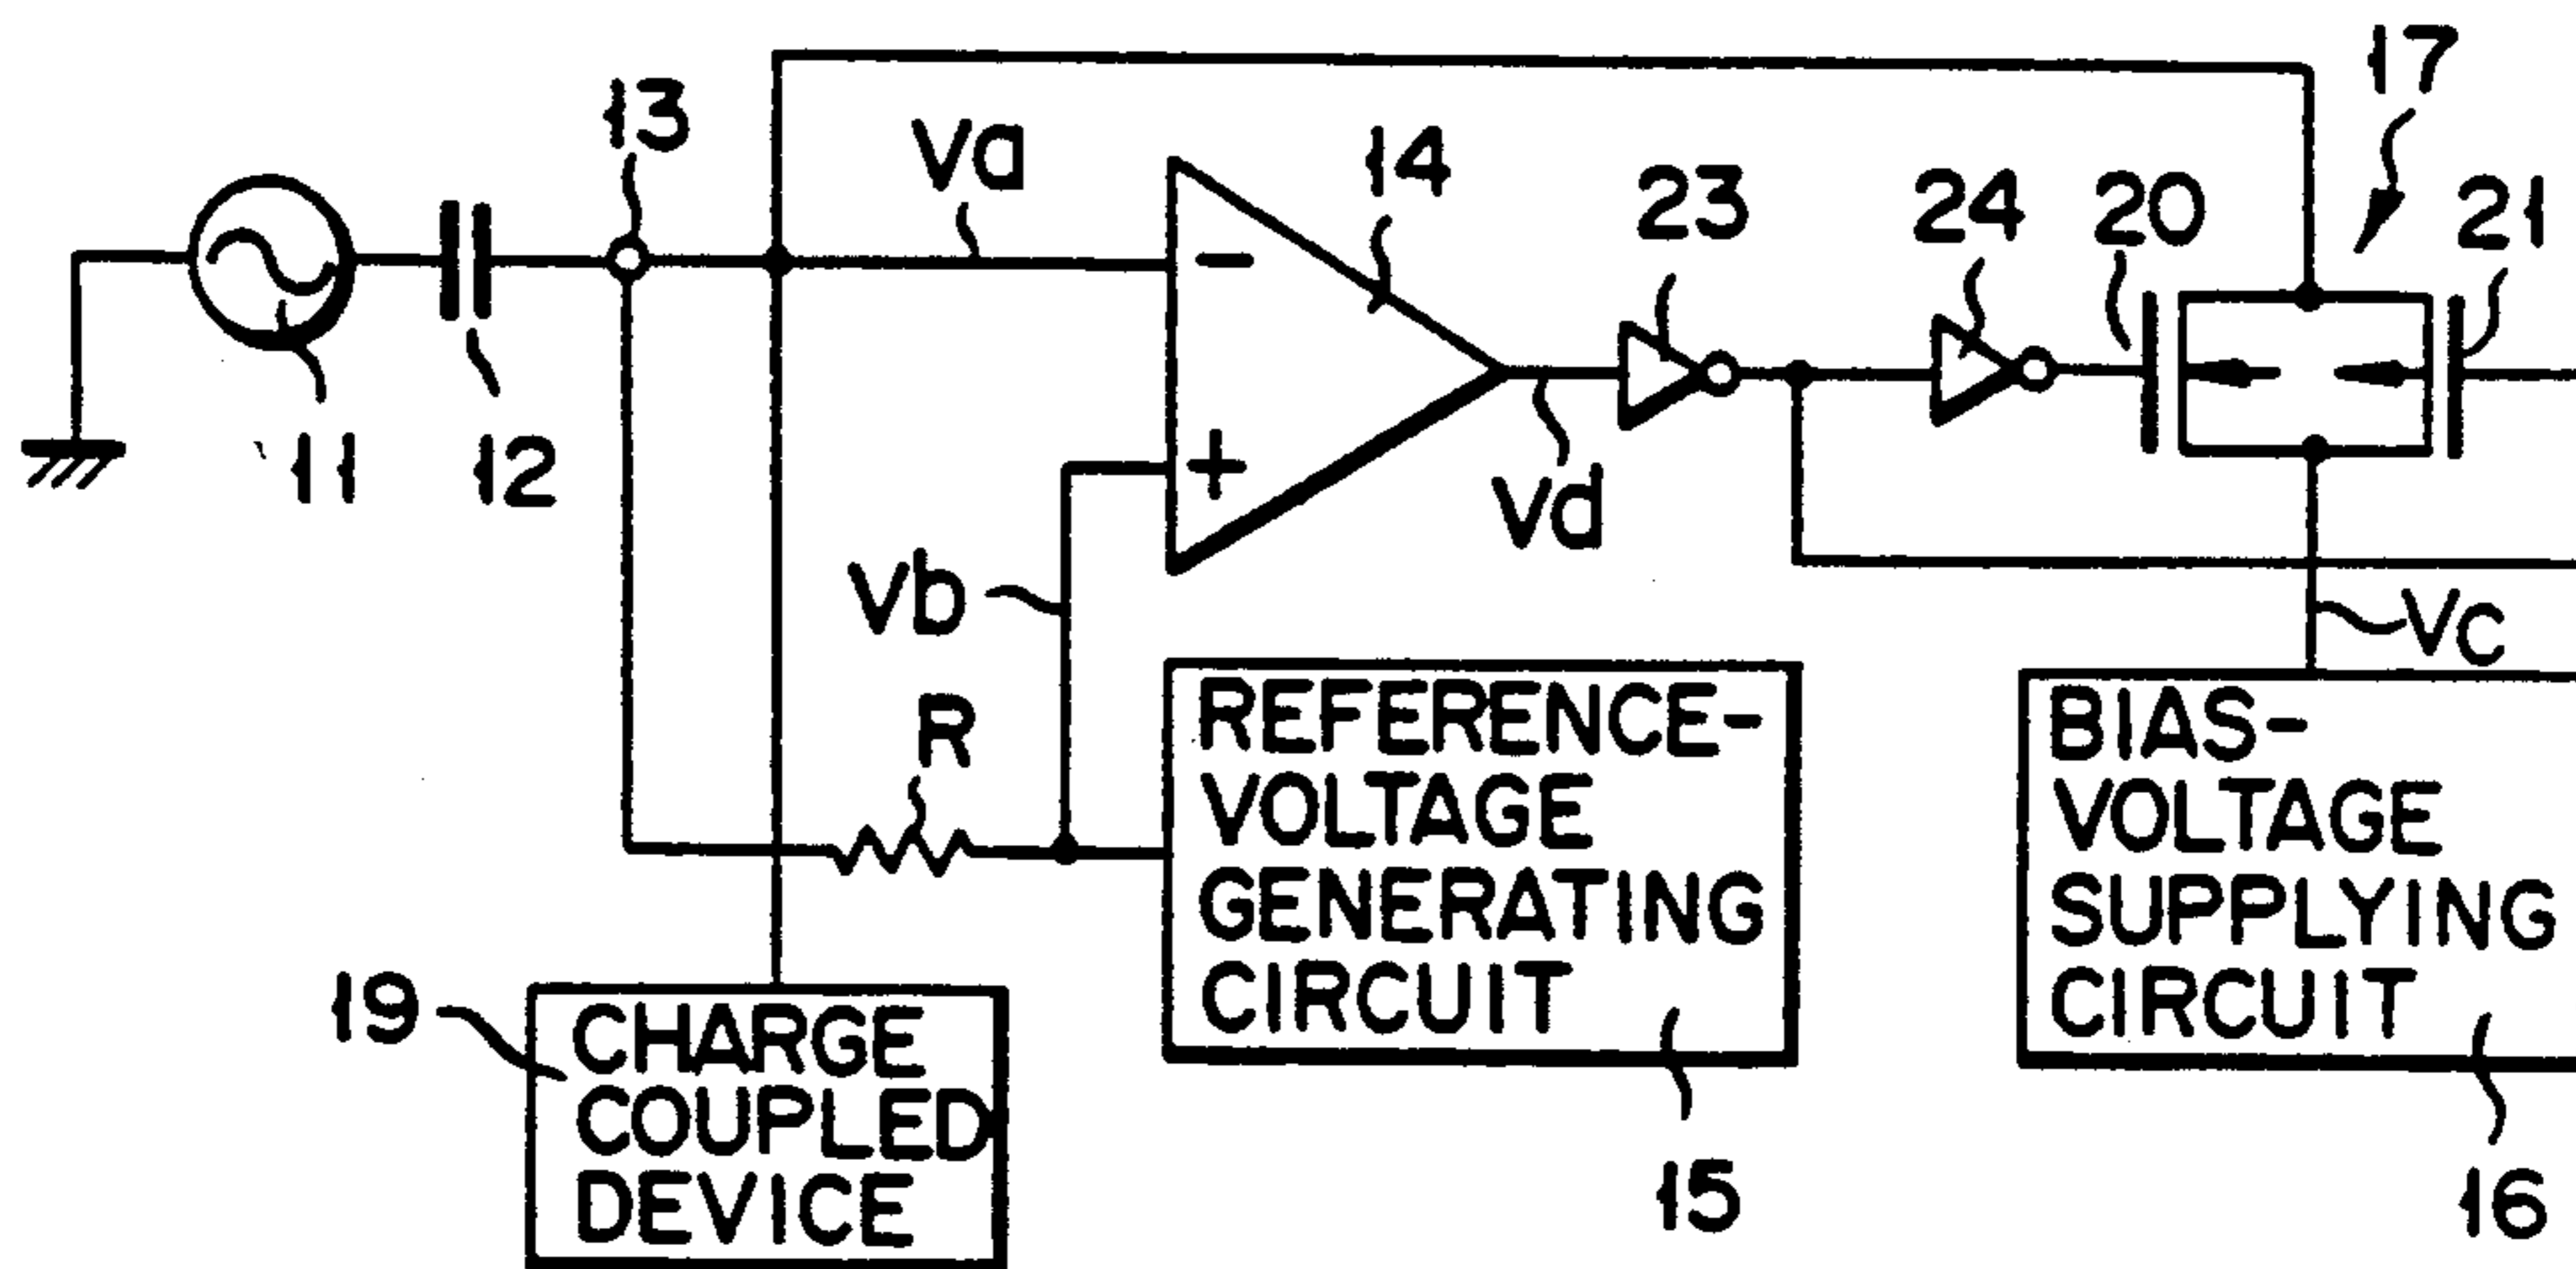 17
13
Va
14
23
24
20
21
-
11
12
+
Vd
Vb
Vc
R
REFERENCE-
VOLTAGE
GENERATING
CIRCUIT
BIAS-
VOLTAGE
SUPPLYING
CIRCUIT
19
CHARGE
COUPLED
DEVICE
15
16